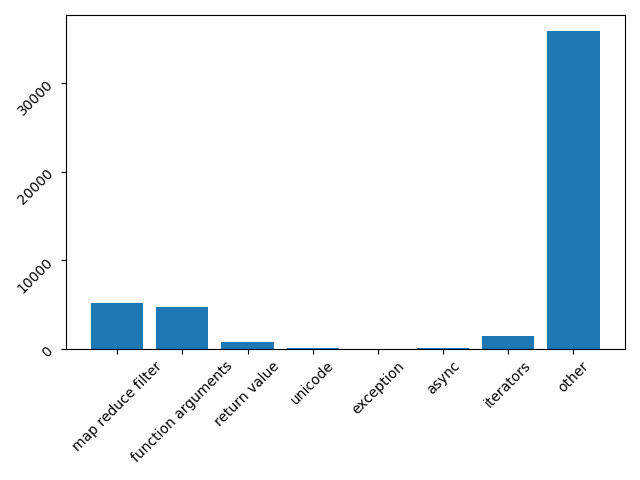 30000
20000
10000
0
map reduce filter
function arguments
return value
unicode
exception
async
iterators
other